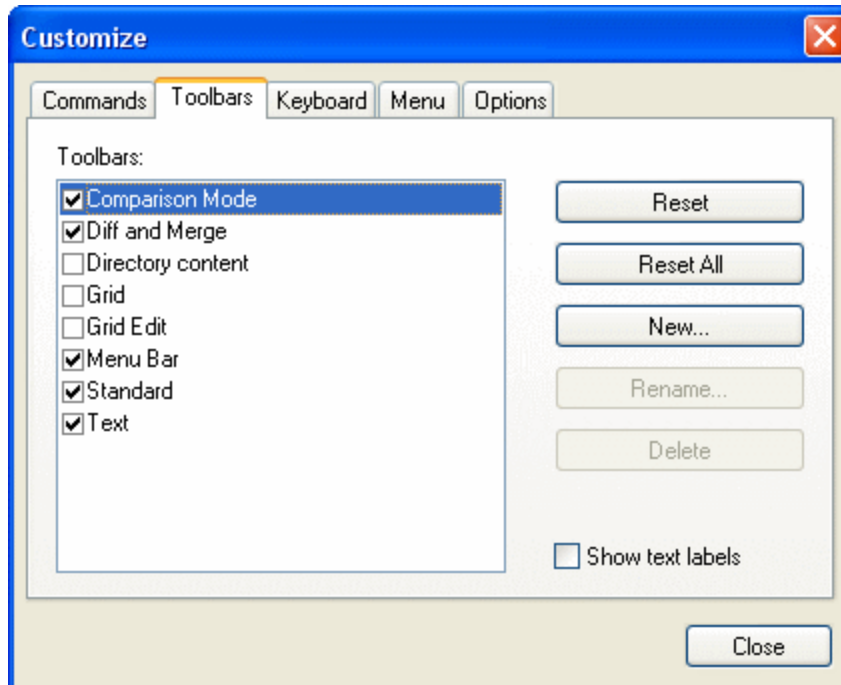 Customize
Commands Toolbars Keyboard Menu Options
Toolbars:
Comparison Mode
Diff and Merge
Directory content
Grid
Grid Edit
Menu Bar
Standard
Text
Reset
Reset All
New...
Rename...
Delete
Show text labels
Close